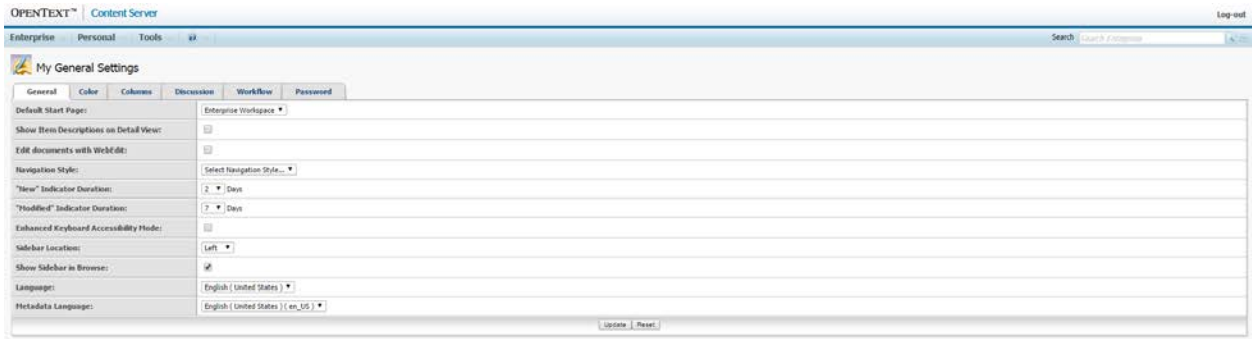 OPENTEXT™ | Content Server
Log-out
Enterprise Personal Tools
Search Search Enterprise
My General Settings
General Color Columns Discussion Workflow Password
Default Start Page: Enterprise Workspace
Show Item Descriptions on Detail View:
Edit documents with WebEdit:
Navigation Style: Select Navigation Style...
"New" Indicator Duration: 2 Days
"Modified" Indicator Duration: 7 Days
Enhanced Keyboard Accessibility Mode:
Sidebar Location: Left
Show Sidebar in Browse:
Language: English ( United States )
Metadata Language: English ( United States ) ( en_US )
Update Reset